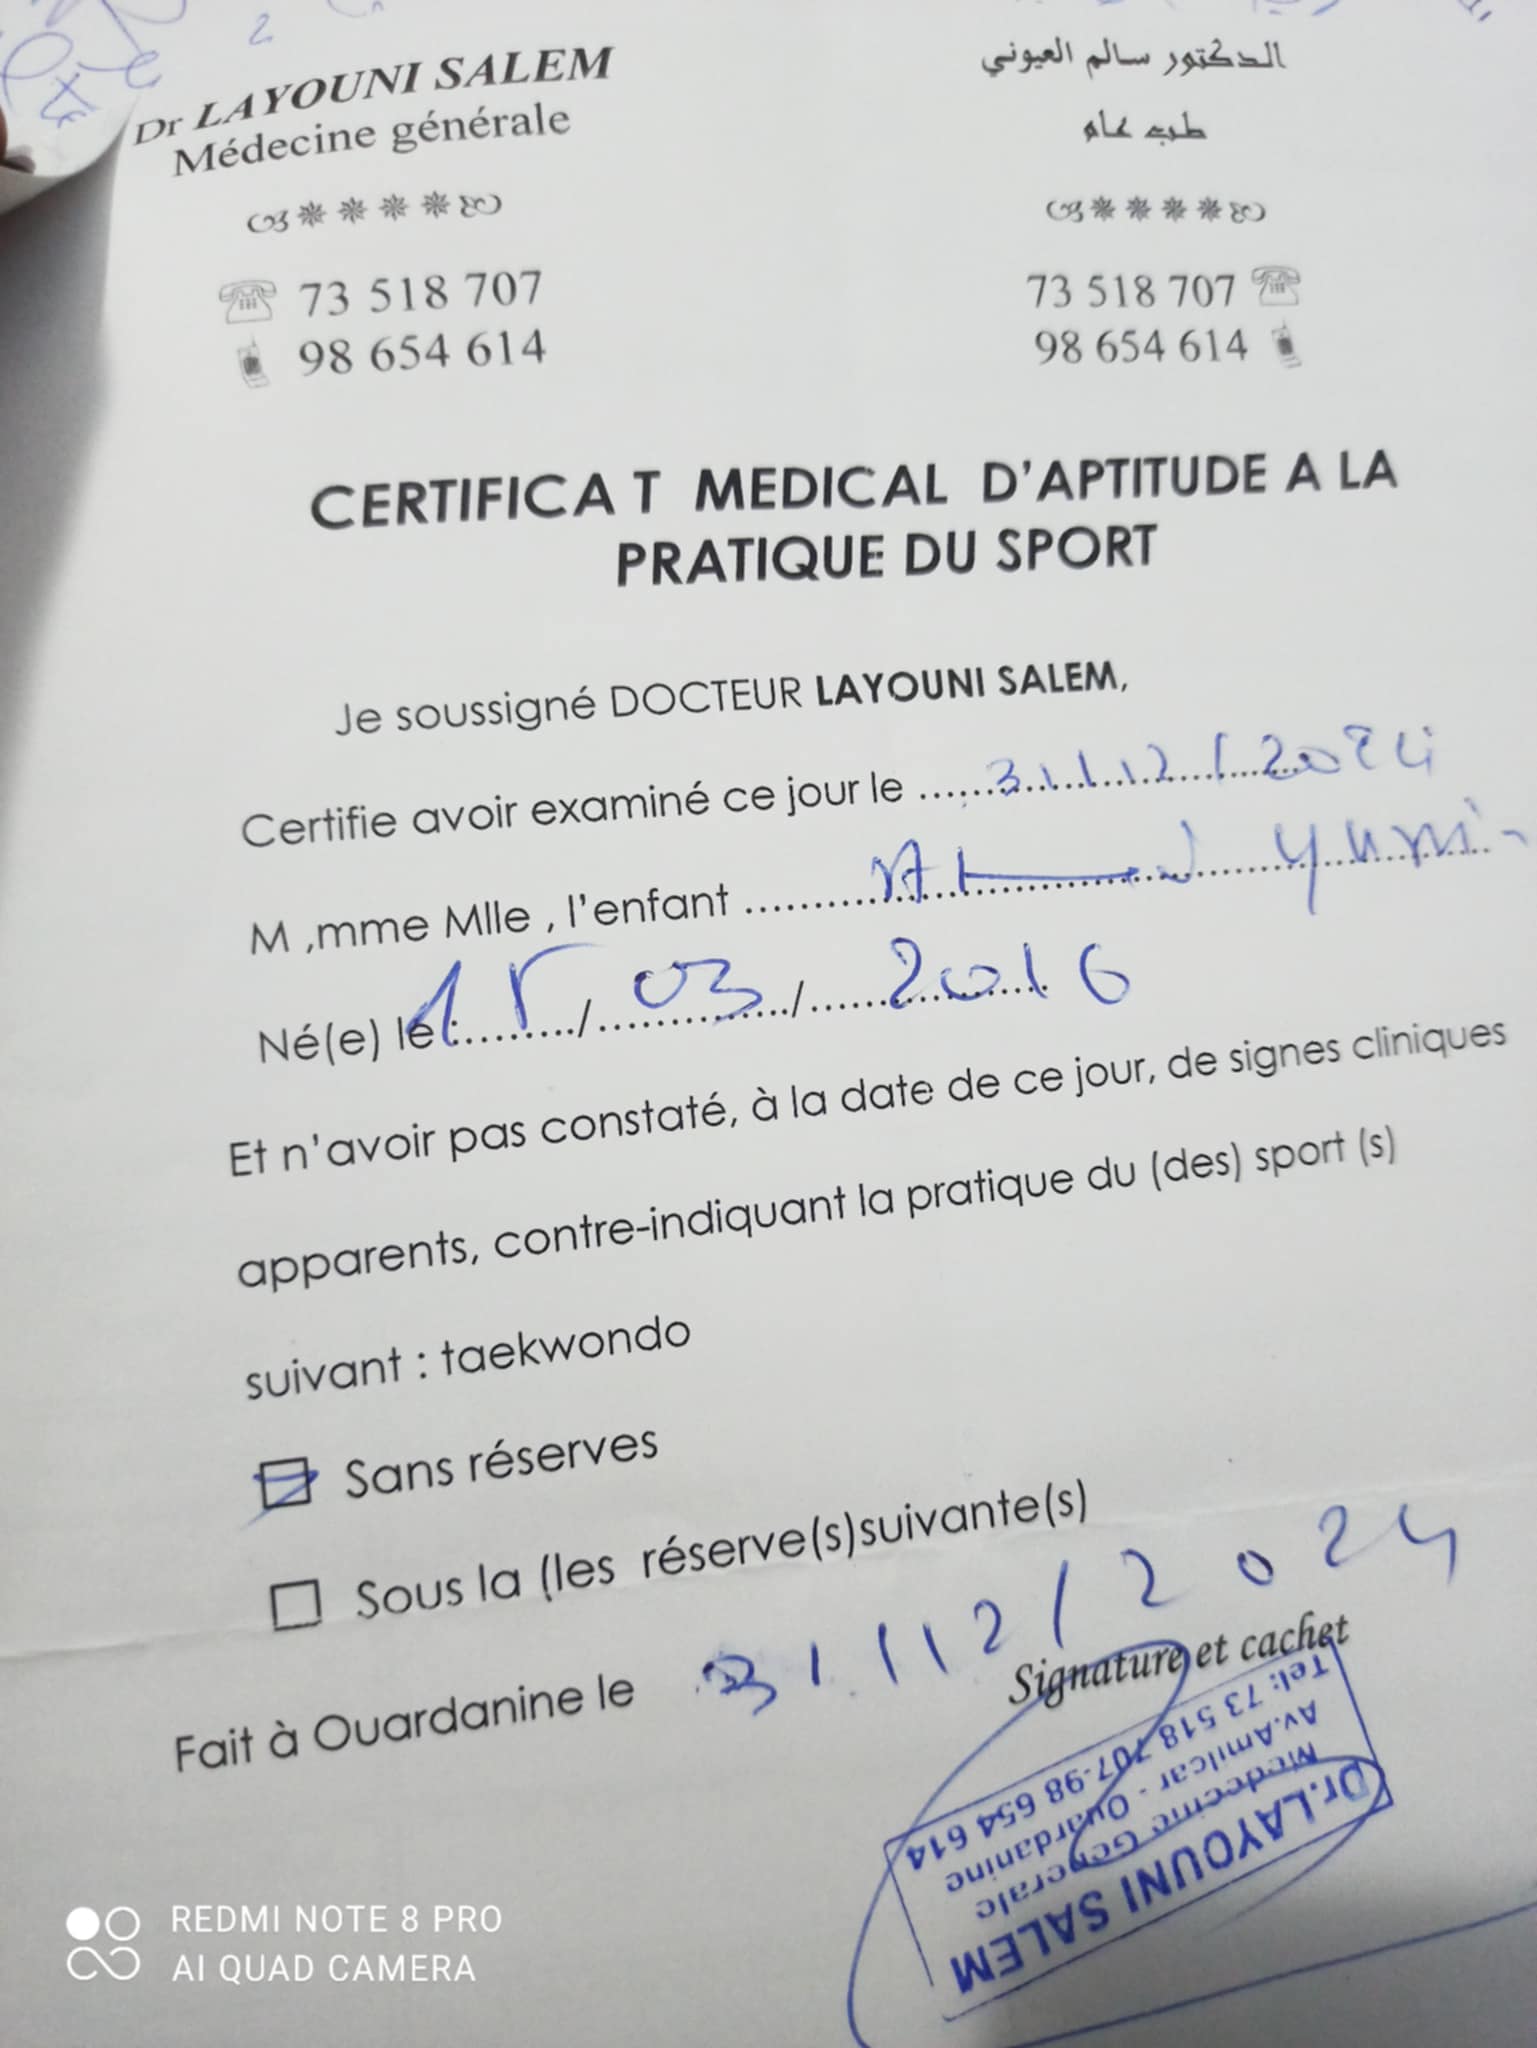 Dr LAYOUNI SALEM
Médecine générale
73 518 707
98 654 614
الدكتور سالم العيوني
طب عام
73 518 707
98 654 614
CERTIFICA T MEDICAL D'APTITUDE A LA
PRATIQUE DU SPORT
Je soussigné DOCTEUR LAYOUNI SALEM,
Certifie avoir examiné ce jour le 31/12/2024
M ,mme Mlle , l'enfant
Né(e) le : 15/03/2016
Et n'avoir pas constaté, à la date de ce jour, de signes cliniques
apparents, contre-indiquant la pratique du (des) sport (s)
suivant : taekwondo
Sans réserves
Sous la (les réserve(s)suivante(s)
Fait à Ouardanine le 31/12/2024
Signature et cachet
Dr.LAYOUNI SALEM
Medecine Generale
Av.Amilcar - Ouardanine
Tel: 73 518 707-98 654 614
REDMI NOTE 8 PRO
AI QUAD CAMERA